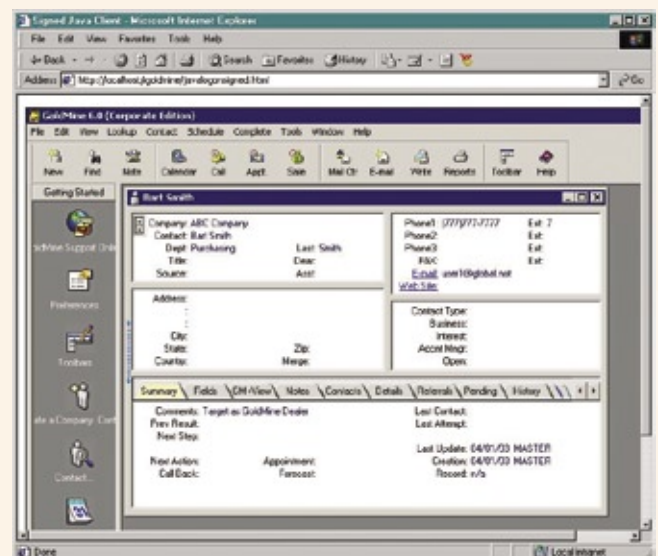 Signed Java Client - Microsoft Internet Explorer
File Edit View Favorites Tools Help
Back Search Favorites History
Address http://localhost/goldmine/javalogonsigned.html Go
GoldMine 6.0 (Corporate Edition)
File Edit View Lookup Contact Schedule Complete Tools Window Help
New Find Note Calendar Call Appt. Sale Mail Ctr E-mail Write Reports Toolbar Help
Getting Started
Bart Smith
Company: ABC Company
Contact: Bart Smith
Dept: Purchasing Last: Smith
Title: Dear:
Source: Asst:
Phone1: (777)777-7777 Ext: 7
Phone2: Ext:
Phone3: Ext:
FAX: Ext:
E-mail: user1@global.net
Web Site:
Support
Preferences
Toolbars
Contact...
Address:
City:
State: Zip:
Country: Merge:
Contact Type:
Business:
Interest:
Accnt Mngr:
Open:
Summary Fields GM+View Notes Contacts Details Referrals Pending History
Comments: Target as GoldMine Dealer
Prev Result:
Next Step:
Next Action: Appointment:
Call Back: Forecast:
Last Contact:
Last Attempt:
Last Update: 04/01/03 MASTER
Creation: 04/01/03 MASTER
Record: n/a
Done Local intranet